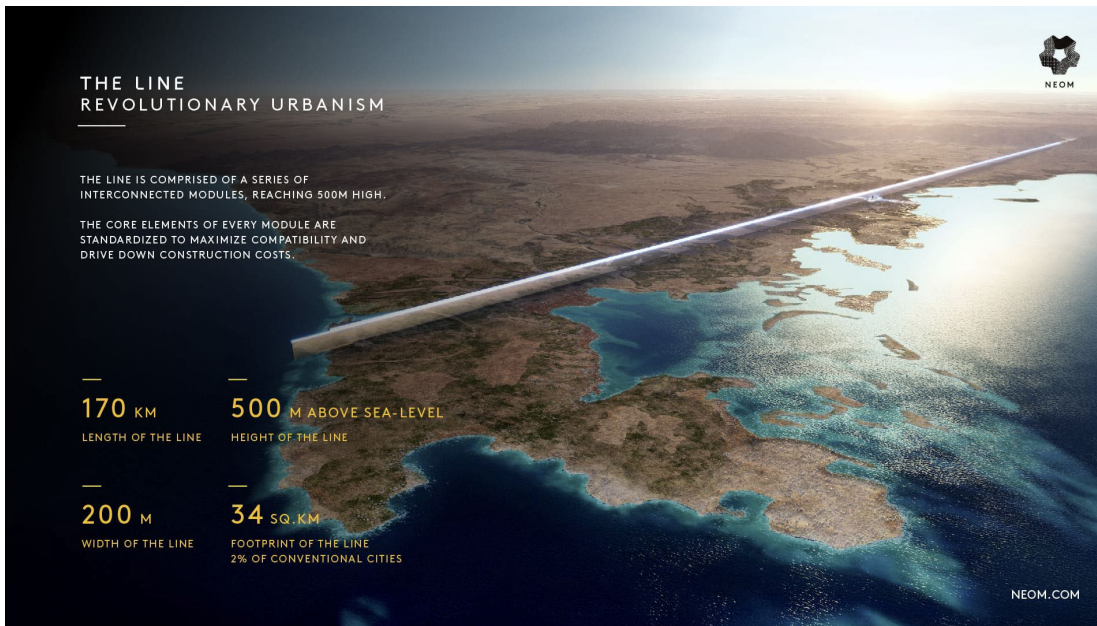 THE LINE
REVOLUTIONARY URBANISM
NEOM
THE LINE IS COMPRISED OF A SERIES OF
INTERCONNECTED MODULES, REACHING 500M HIGH.
THE CORE ELEMENTS OF EVERY MODULE ARE
STANDARDIZED TO MAXIMIZE COMPATIBILITY AND
DRIVE DOWN CONSTRUCTION COSTS.
170 KM
LENGTH OF THE LINE
500 M ABOVE SEA-LEVEL
HEIGHT OF THE LINE
200 M
WIDTH OF THE LINE
34 SQ.KM
FOOTPRINT OF THE LINE
2% OF CONVENTIONAL CITIES
NEOM.COM